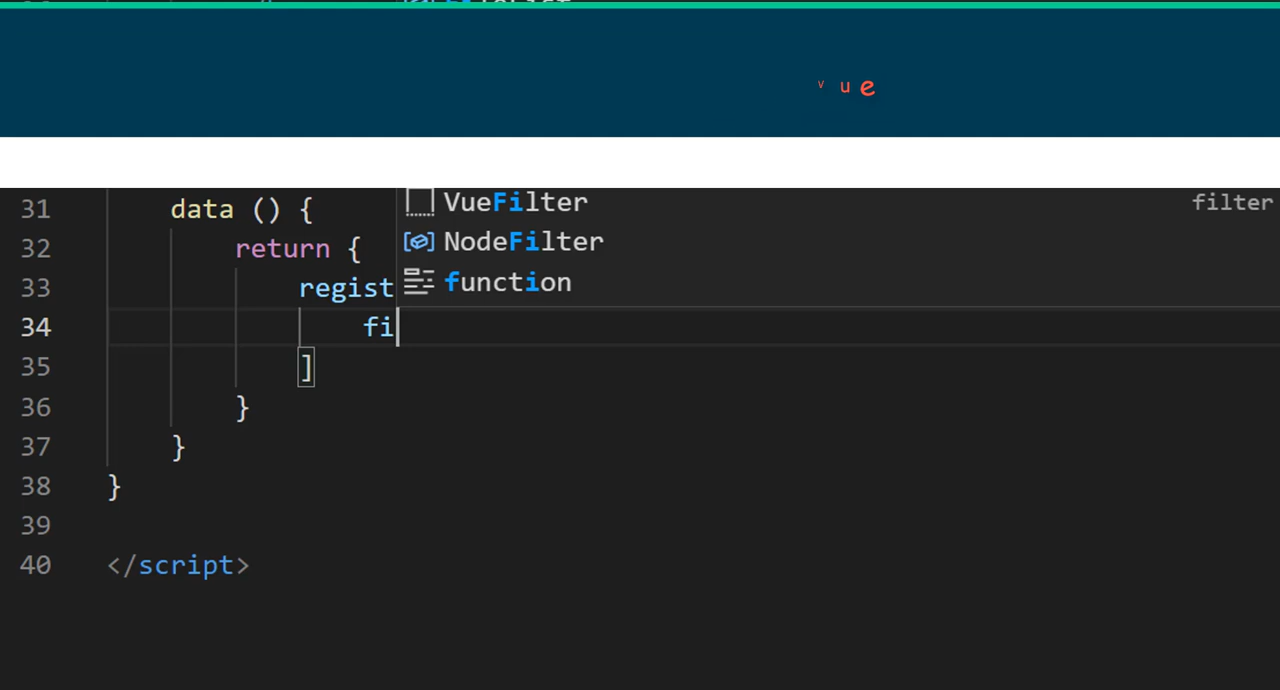 vue
31 data () { VueFilter filter
32 return { NodeFilter
33 regist function
34 fi
35 ]
36 }
37 }
38 }
39
40 </script>